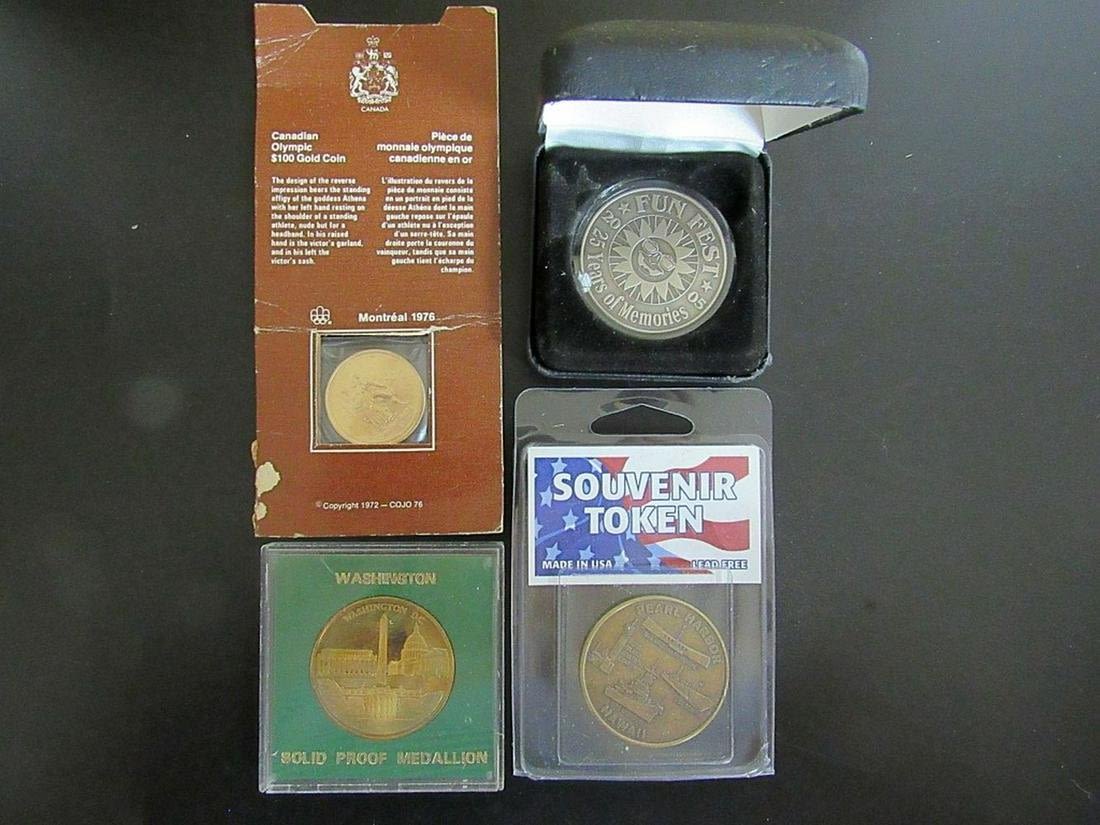 CANADA
Canadian
Olympic
$100 Gold Coin
The design of the reverse
impression bears the standing
effigy of the goddess Athena
with her left hand resting on
the shoulder of a standing
athlete, nude but for a
headband. In his raised
hand is the victor's garland,
and in his left the
victor's sash.
Pièce de
monnaie olympique
canadienne en or
L'illustration du revers de la
pièce de monnaie consiste
en un portrait en pied de la
déesse Athéna dont la main
gauche repose sur l'épaule
d'un athlète nu à l'exception
d'un serre-tête. Sa main
droite porte la couronne du
vainqueur, tandis que sa main
gauche tient l'écharpe du
champion.
Montréal 1976
© Copyright 1972 — COJO 76
20 ★ FUN FEST ★ 05
25 Years of Memories
WASHINGTON
WASHINGTON D.C.
SOLID PROOF MEDALLION
SOUVENIR
TOKEN
MADE IN USA
LEAD FREE
PEARL HARBOR
HAWAII